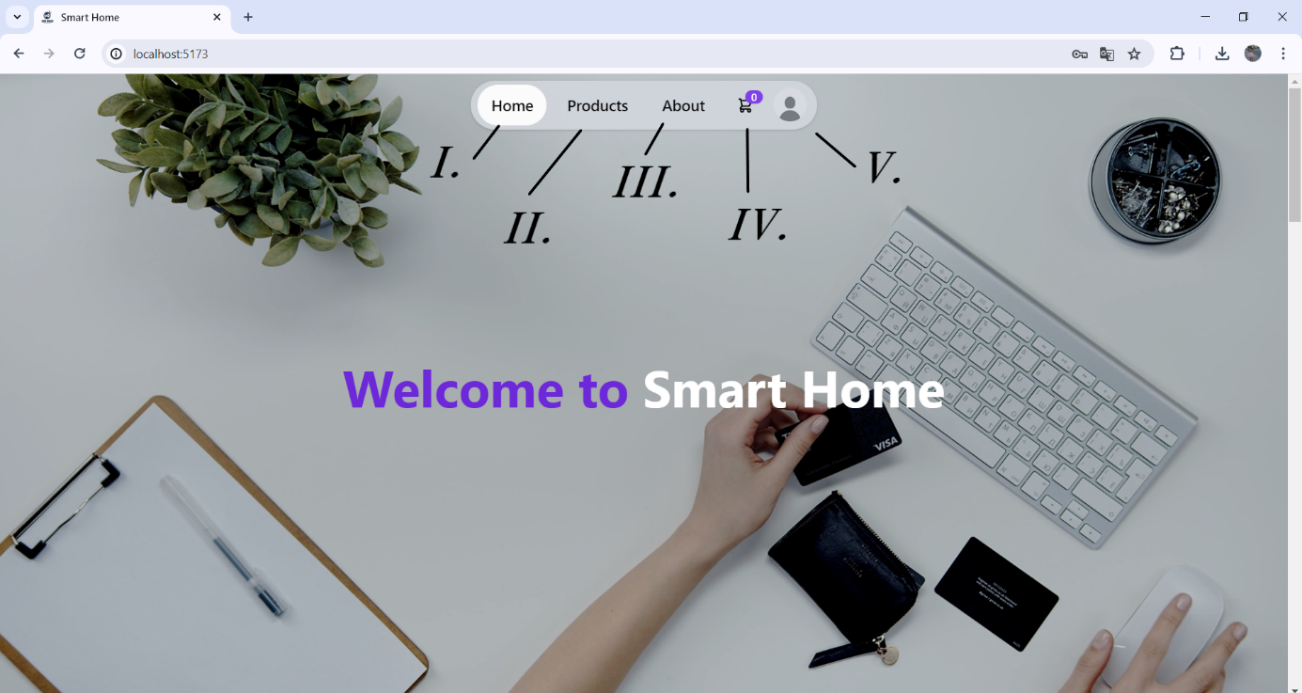 Smart Home
localhost:5173
Home Products About 0
I. II. III. IV. V.
Welcome to Smart Home
VISA